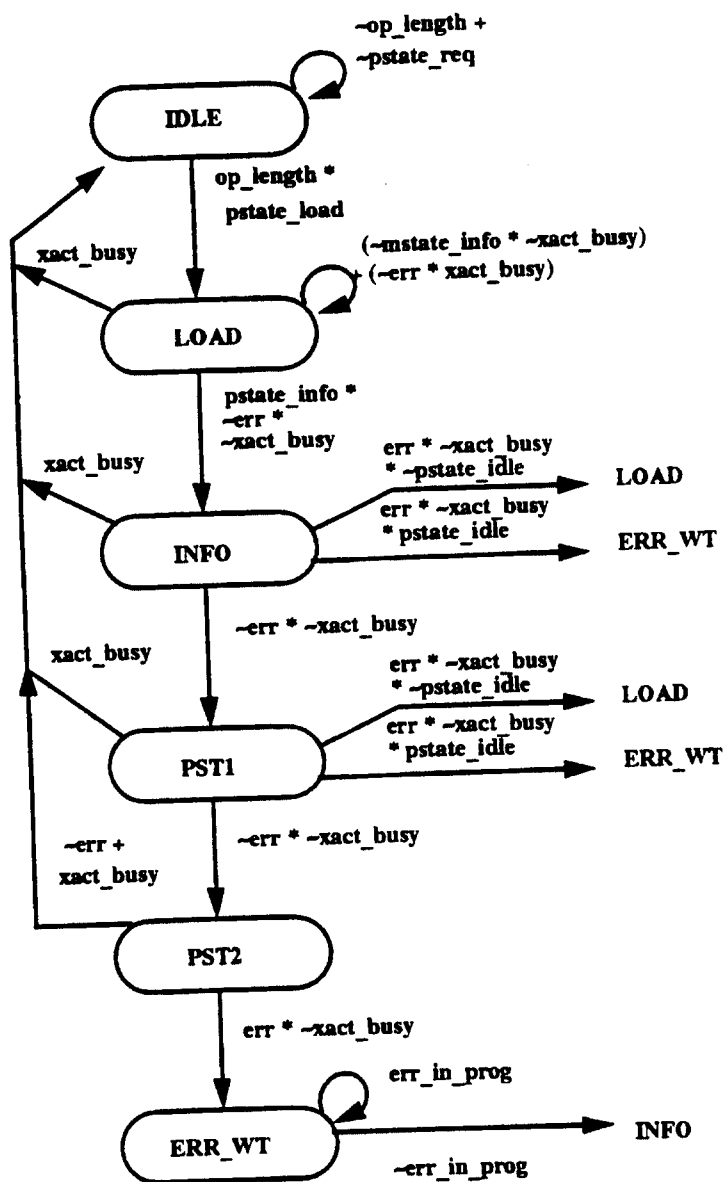 ~op_length +
~pstate_req
IDLE
op_length *
pstate_load
xact_busy
(~mstate_info * ~xact_busy)
+ (~err * xact_busy)
LOAD
pstate_info *
~err *
~xact_busy
xact_busy
err * ~xact_busy
* ~pstate_idle
LOAD
err * ~xact_busy
* pstate_idle
ERR_WT
INFO
~err * ~xact_busy
xact_busy
err * ~xact_busy
* ~pstate_idle
LOAD
err * ~xact_busy
* pstate_idle
ERR_WT
PST1
~err * ~xact_busy
~err +
xact_busy
PST2
err * ~xact_busy
err_in_prog
ERR_WT
INFO
~err_in_prog